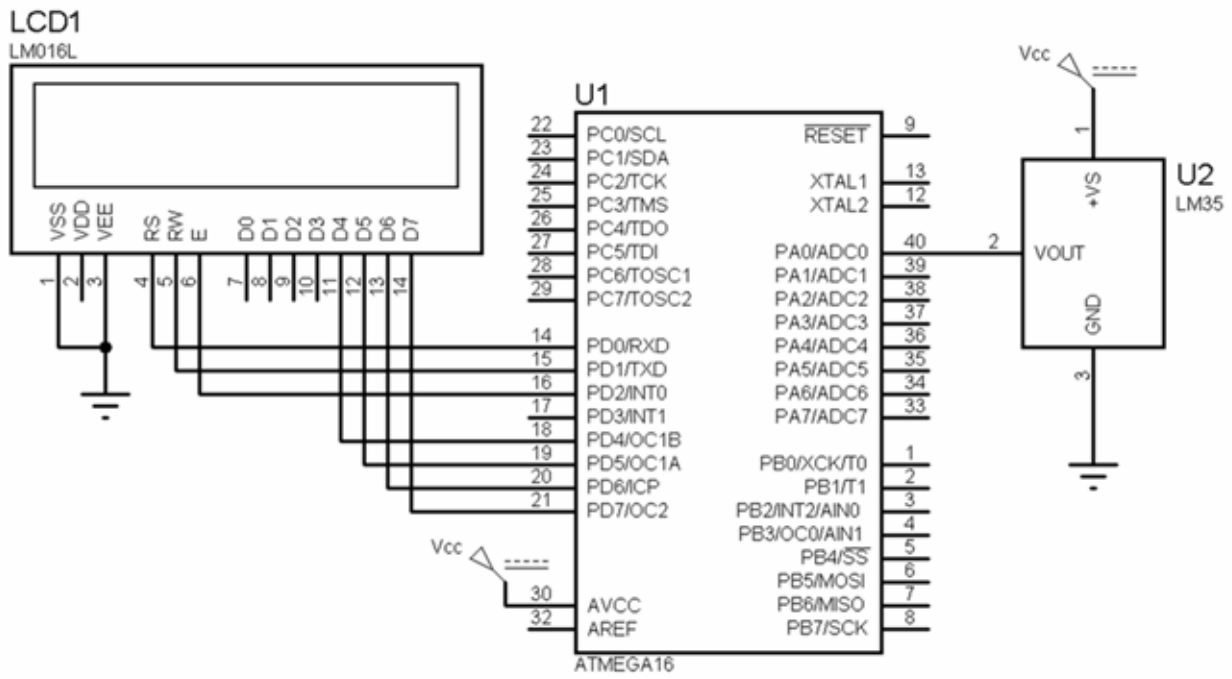 LCD1
LM016L
VSS
VDD
VEE
RS
RW
E
D0
D1
D2
D3
D4
D5
D6
D7
1
2
3
4
5
6
7
8
9
10
11
12
13
14
U1
22 PC0/SCL
23 PC1/SDA
24 PC2/TCK
25 PC3/TMS
26 PC4/TDO
27 PC5/TDI
28 PC6/TOSC1
29 PC7/TOSC2
14 PD0/RXD
15 PD1/TXD
16 PD2/INT0
17 PD3/INT1
18 PD4/OC1B
19 PD5/OC1A
20 PD6/ICP
21 PD7/OC2
Vcc
30 AVCC
32 AREF
RESET 9
XTAL1 13
XTAL2 12
PA0/ADC0 40
PA1/ADC1 39
PA2/ADC2 38
PA3/ADC3 37
PA4/ADC4 36
PA5/ADC5 35
PA6/ADC6 34
PA7/ADC7 33
PB0/XCK/T0 1
PB1/T1 2
PB2/INT2/AIN0 3
PB3/OC0/AIN1 4
PB4/SS 5
PB5/MOSI 6
PB6/MISO 7
PB7/SCK 8
ATMEGA16
Vcc
1
+VS
U2
LM35
2 VOUT
GND
3